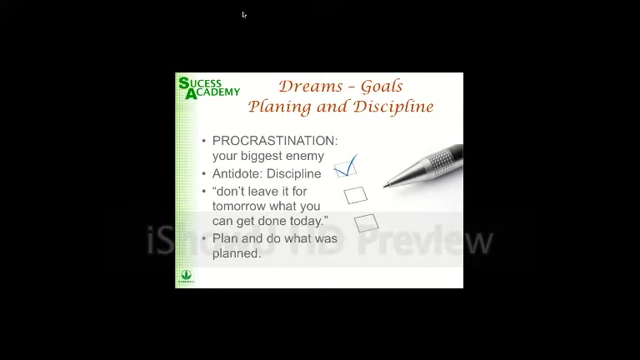 SUCESS
ACADEMY
Dreams – Goals
Planing and Discipline
• PROCRASTINATION:
your biggest enemy
• Antidote: Discipline
• “don’t leave it for
tomorrow what you
can get done today.”
• Plan and do what was
planned.
iShowU HD Preview